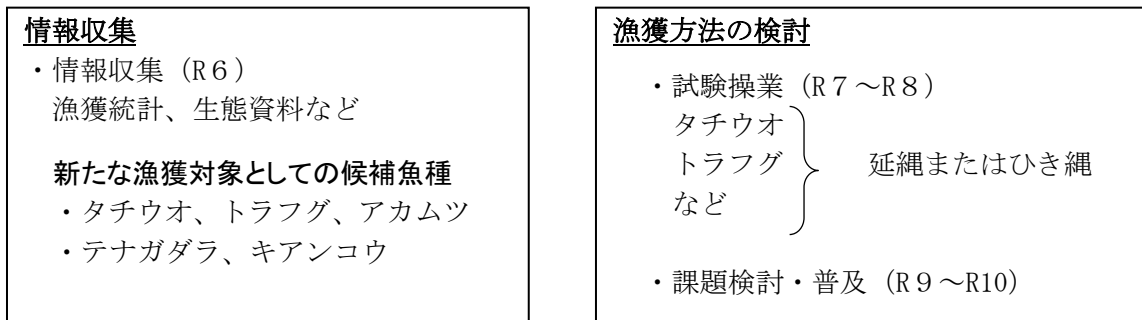 情報収集
・情報収集（R６）
漁獲統計、生態資料など
新たな漁獲対象としての候補魚種
・タチウオ、トラフグ、アカムツ
・テナガダラ、キアンコウ
漁獲方法の検討
・試験操業（R７～R８）
タチウオ
トラフグ
など
延縄またはひき縄
・課題検討・普及（R９～R10）